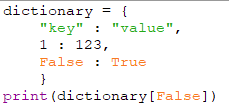 dictionary = {
    "key" : "value",
    1 : 123,
    False : True
    }
print(dictionary[False])